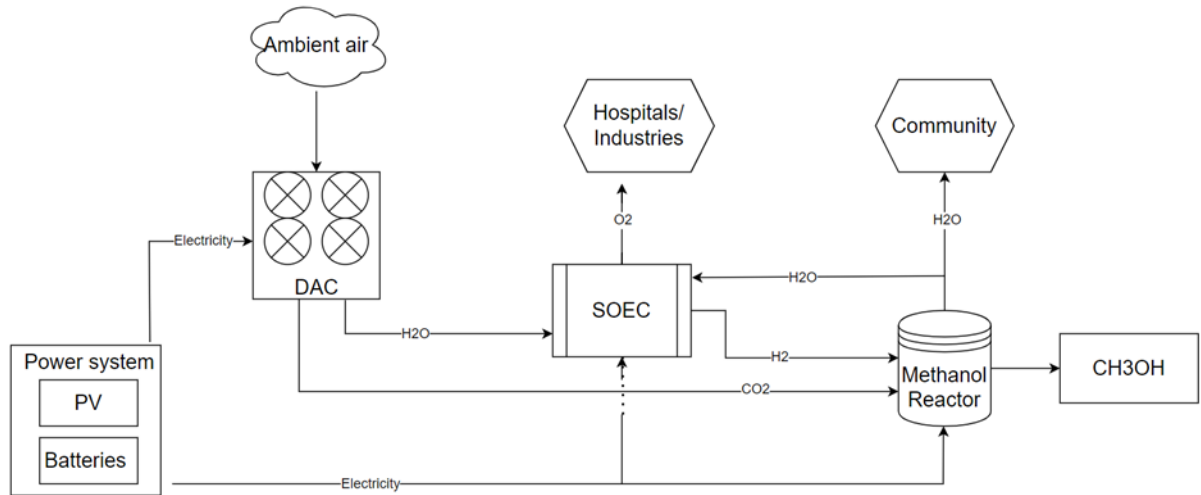 Ambient air
Hospitals/
Industries
Community
O2
H2O
Electricity
DAC
H2O
SOEC
H2O
H2
Power system
PV
Batteries
CO2
Methanol
Reactor
CH3OH
Electricity